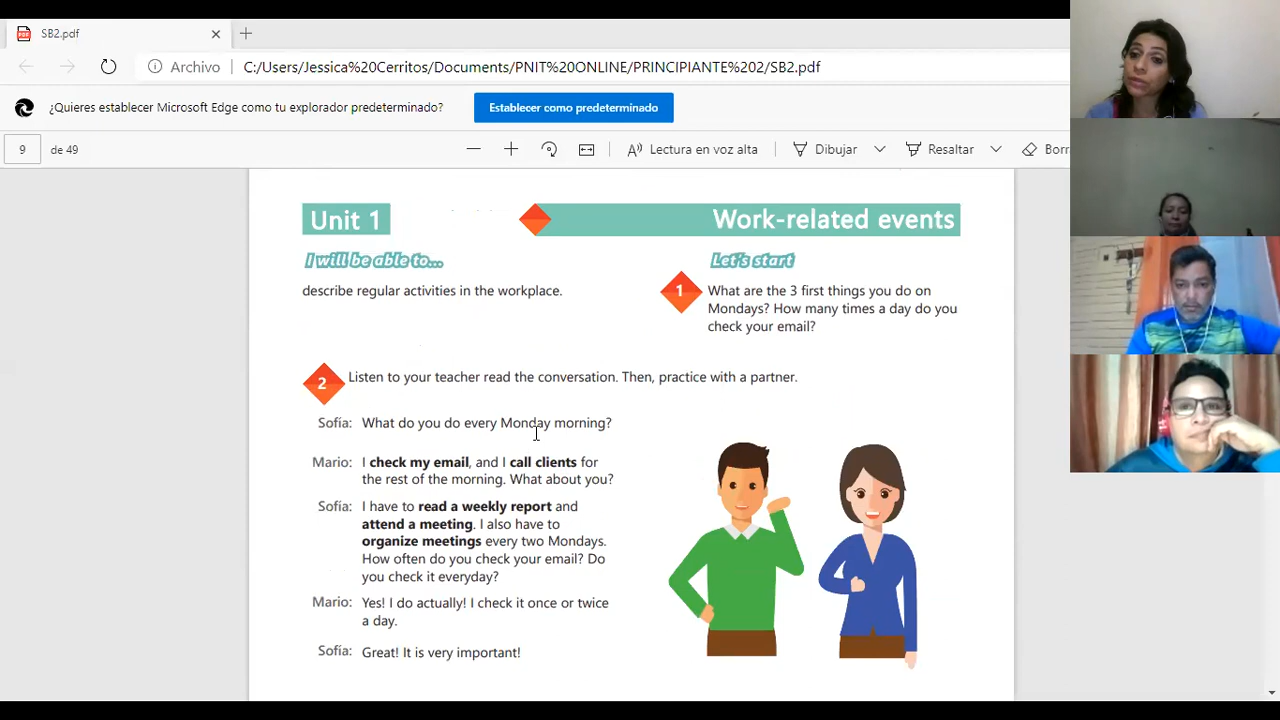 SB2.pdf
Archivo C:/Users/Jessica%20Cerritos/Documents/PNIT%20ONLINE/PRINCIPIANTE%202/SB2.pdf
¿Quieres establecer Microsoft Edge como tu explorador predeterminado? Establecer como predeterminado
9 de 49 Lectura en voz alta Dibujar Resaltar Borr
Unit 1 Work-related events
I will be able to...
describe regular activities in the workplace.
Let's start
1 What are the 3 first things you do on
Mondays? How many times a day do you
check your email?
2 Listen to your teacher read the conversation. Then, practice with a partner.
Sofía: What do you do every Monday morning?
Mario: I check my email, and I call clients for
the rest of the morning. What about you?
Sofía: I have to read a weekly report and
attend a meeting. I also have to
organize meetings every two Mondays.
How often do you check your email? Do
you check it everyday?
Mario: Yes! I do actually! I check it once or twice
a day.
Sofía: Great! It is very important!